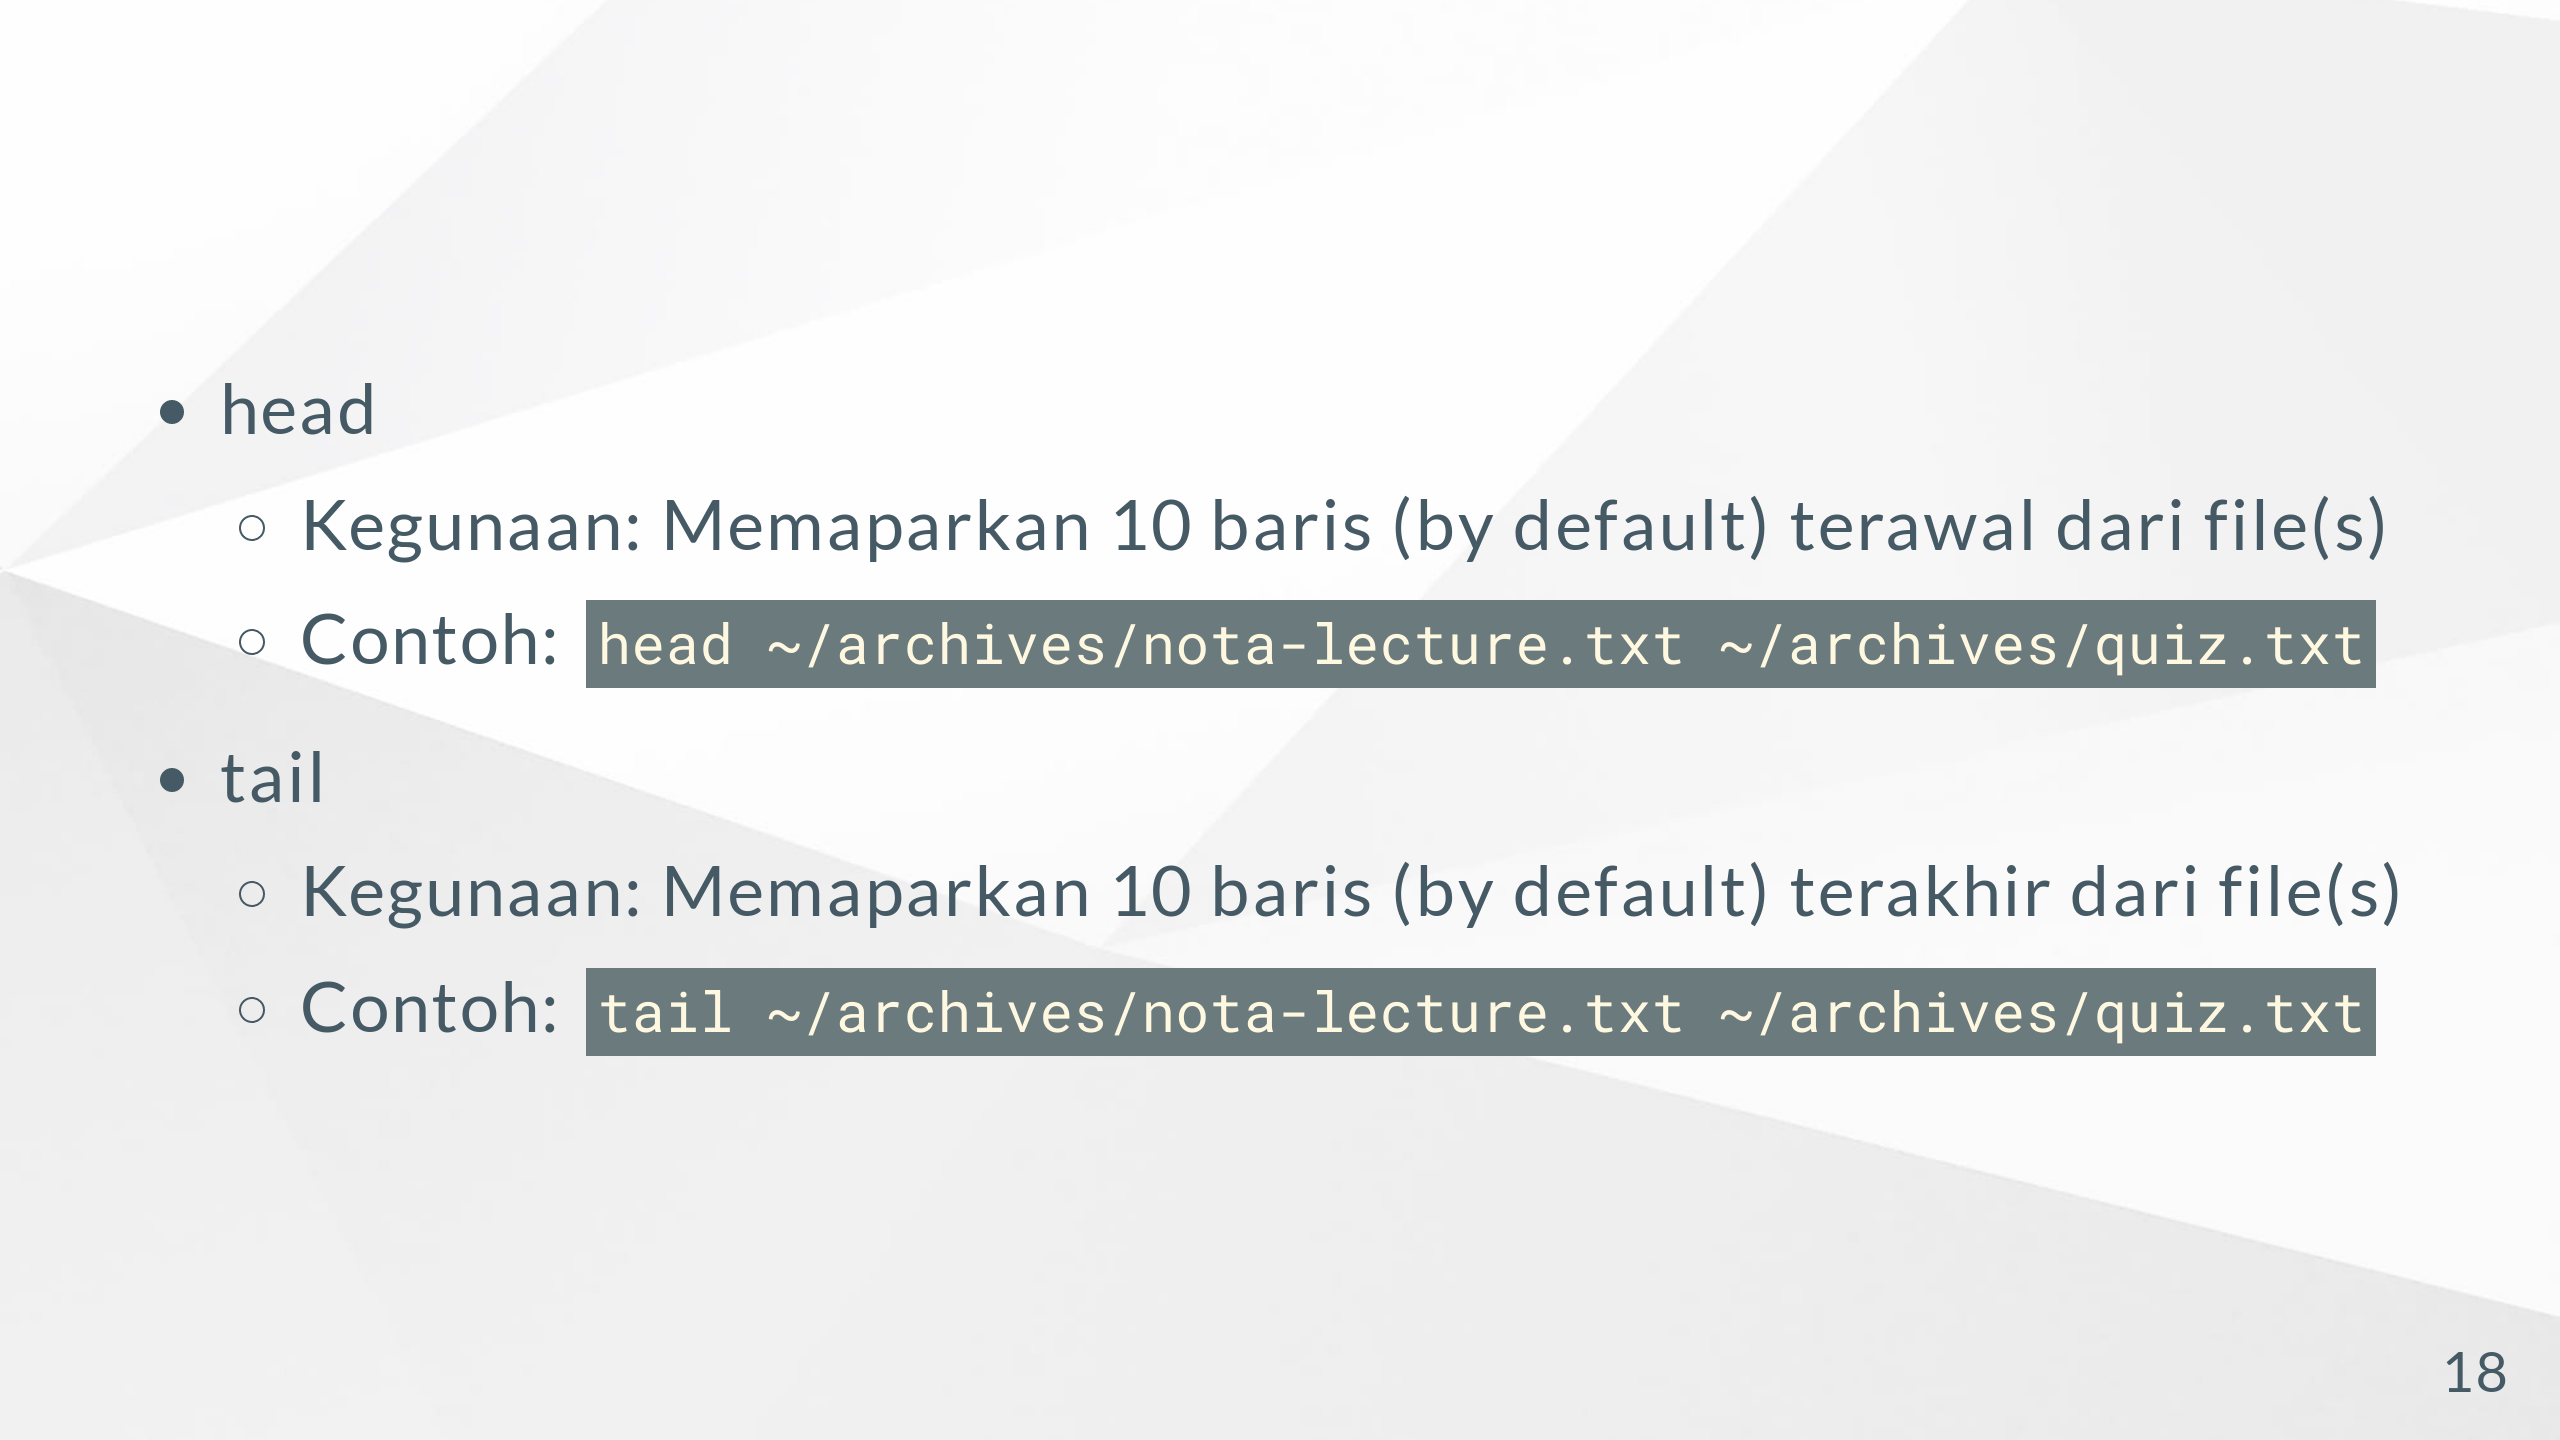 head
Kegunaan: Memaparkan 10 baris (by default) terawal dari file(s)
Contoh: head ~/archives/nota-lecture.txt ~/archives/quiz.txt
tail
Kegunaan: Memaparkan 10 baris (by default) terakhir dari file(s)
Contoh: tail ~/archives/nota-lecture.txt ~/archives/quiz.txt
18